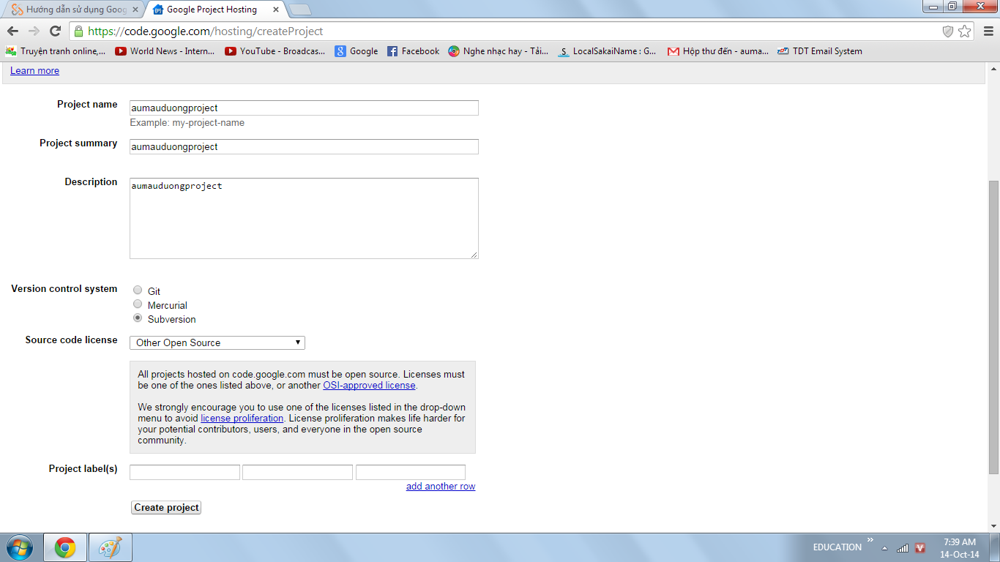 Hướng dẫn sử dụng Goog
Google Project Hosting
https://code.google.com/hosting/createProject
Truyện tranh online,...
World News - Intern...
YouTube - Broadcas...
Google
Facebook
Nghe nhạc hay - Tải...
LocalSakaiName : G...
Hộp thư đến - auma...
TDT Email System
Learn more
Project name
aumauduongproject
Example: my-project-name
Project summary
aumauduongproject
Description
aumauduongproject
Version control system
Git
Mercurial
Subversion
Source code license
Other Open Source
All projects hosted on code.google.com must be open source. Licenses must
be one of the ones listed above, or another OSI-approved license.
We strongly encourage you to use one of the licenses listed in the drop-down
menu to avoid license proliferation. License proliferation makes life harder for
your potential contributors, users, and everyone in the open source
community.
Project label(s)
add another row
Create project
EDUCATION
7:39 AM
14-Oct-14